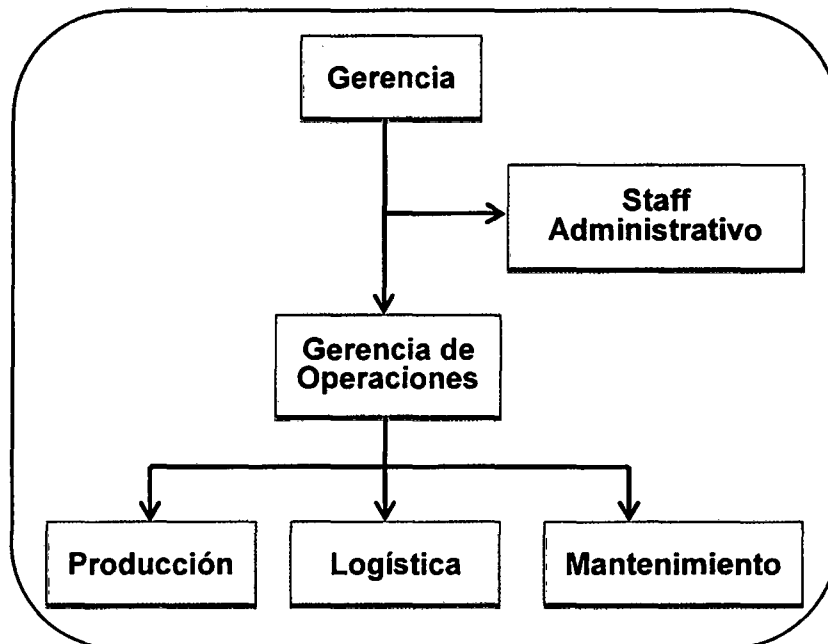 Gerencia
Staff
Administrativo
Gerencia de
Operaciones
Producción
Logística
Mantenimiento